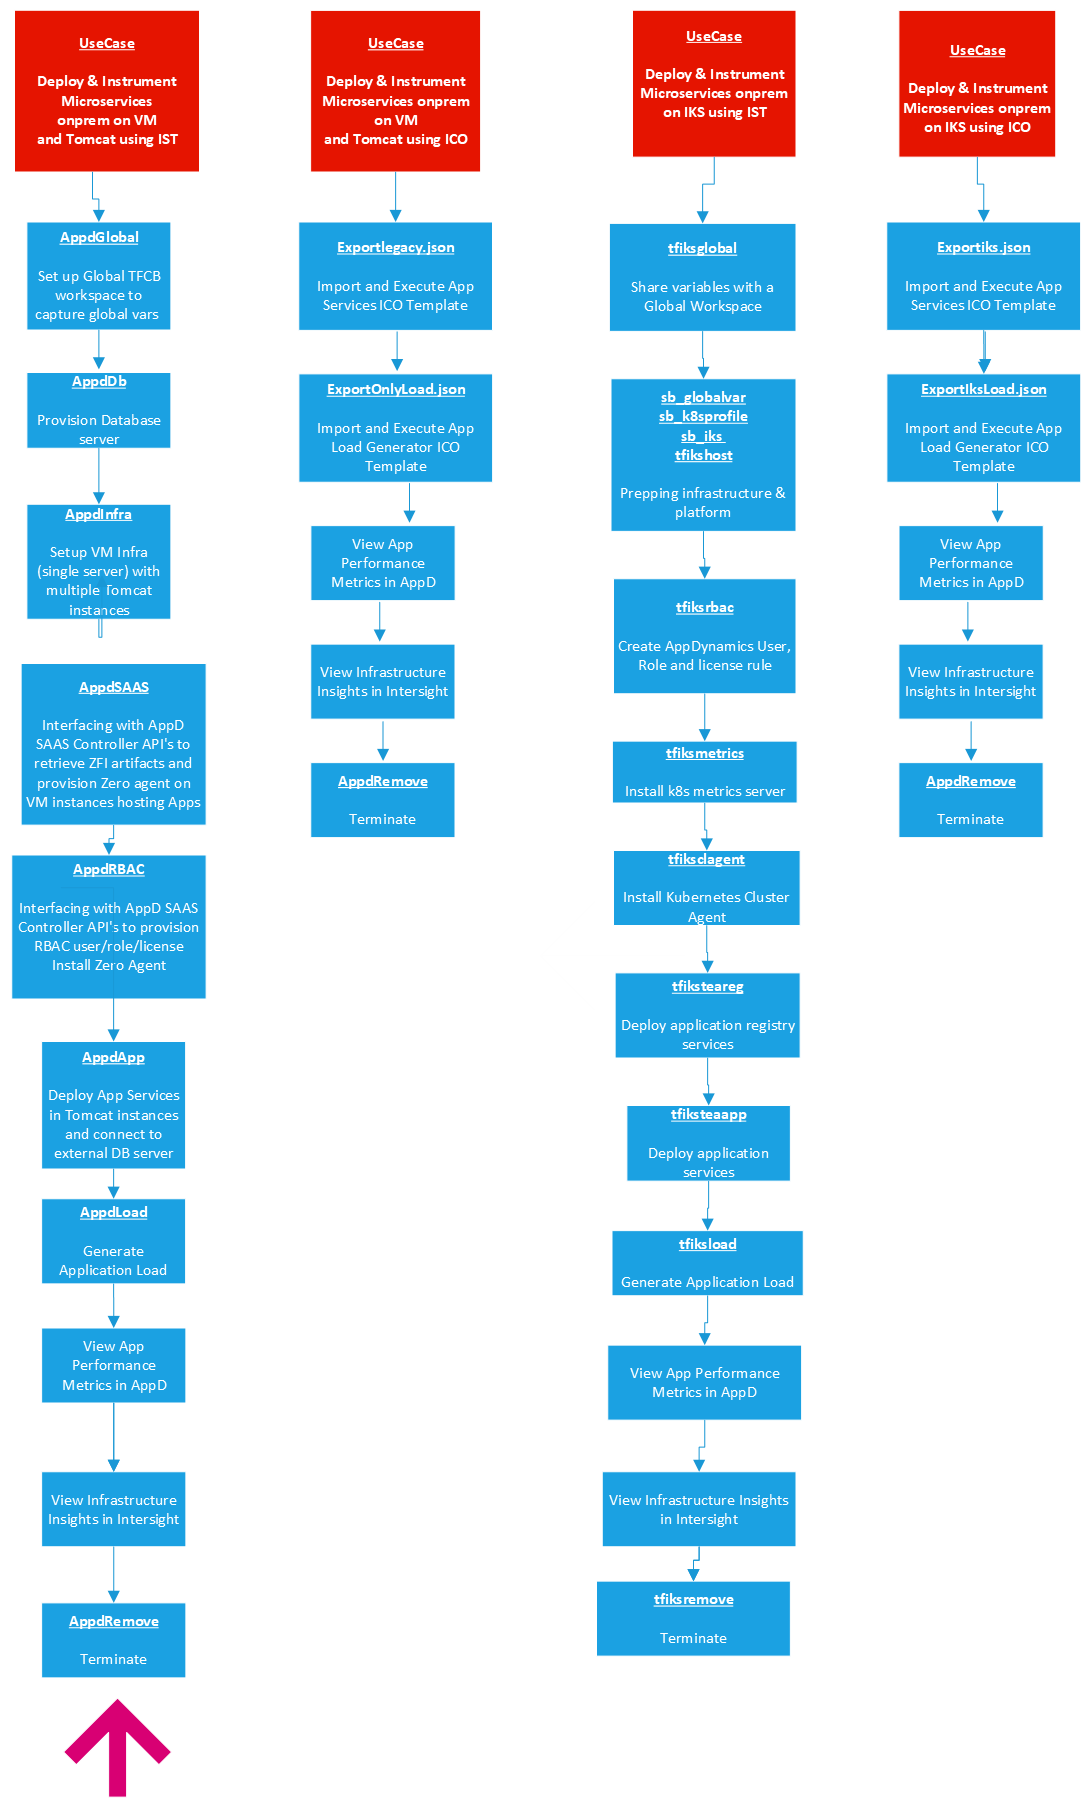 UseCase
Deploy & Instrument
Microservices
onprem on VM
and Tomcat using IST
AppdGlobal
Set up Global TFCB
workspace to
capture global vars
AppdDb
Provision Database
server
AppdInfra
Setup VM Infra
(single server) with
multiple Tomcat
instances
AppdSAAS
Interfacing with AppD
SAAS Controller API's to
retrieve ZFI artifacts and
provision Zero agent on
VM instances hosting Apps
AppdRBAC
Interfacing with AppD SAAS
Controller API's to provision
RBAC user/role/license
Install Zero Agent
AppdApp
Deploy App Services
in Tomcat instances
and connect to
external DB server
AppdLoad
Generate
Application Load
View App
Performance
Metrics in AppD
View Infrastructure
Insights in Intersight
AppdRemove
Terminate
UseCase
Deploy & Instrument
Microservices onprem
on VM
and Tomcat using ICO
Exportlegacy.json
Import and Execute App
Services ICO Template
ExportOnlyLoad.json
Import and Execute App
Load Generator ICO
Template
View App
Performance
Metrics in AppD
View Infrastructure
Insights in Intersight
AppdRemove
Terminate
UseCase
Deploy & Instrument
Microservices onprem
on IKS using IST
tfiksglobal
Share variables with a
Global Workspace
sb_globalvar
sb_k8sprofile
sb_iks
tfikshost
Prepping infrastructure &
platform
tfiksrbac
Create AppDynamics User,
Role and license rule
tfiksmetrics
Install k8s metrics server
tfiksclagent
Install Kubernetes Cluster
Agent
tfiksteareg
Deploy application registry
services
tfiksteaapp
Deploy application
services
tfiksload
Generate Application Load
View App Performance
Metrics in AppD
View Infrastructure Insights
in Intersight
tfiksremove
Terminate
UseCase
Deploy & Instrument
Microservices onprem
on IKS using ICO
Exportiks.json
Import and Execute App
Services ICO Template
ExportIksLoad.json
Import and Execute App
Load Generator ICO
Template
View App
Performance
Metrics in AppD
View Infrastructure
Insights in Intersight
AppdRemove
Terminate